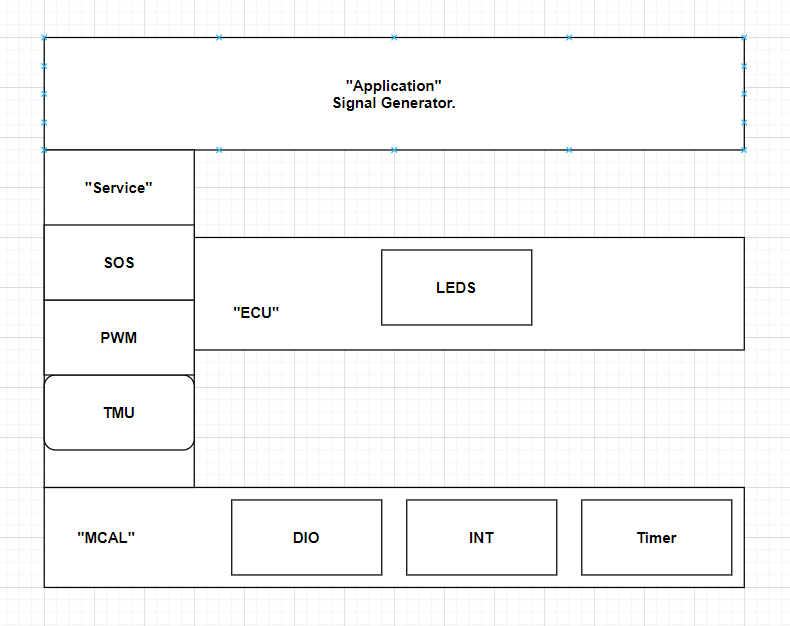 "Application"
Signal Generator.
"Service"
SOS
LEDS
"ECU"
PWM
TMU
"MCAL"
DIO
INT
Timer